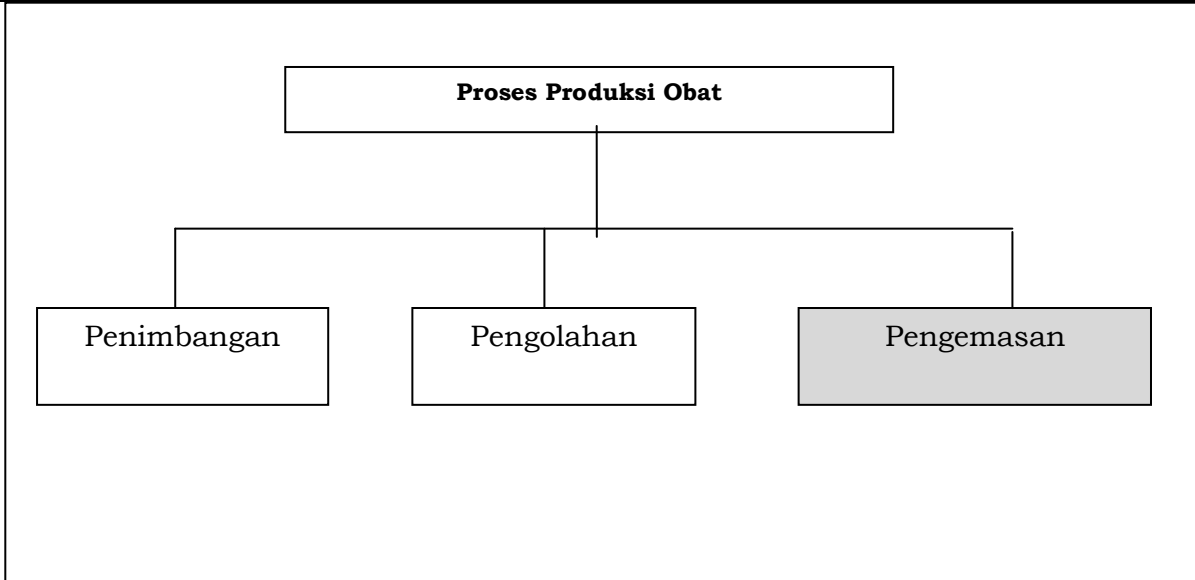 Proses Produksi Obat
Penimbangan
Pengolahan
Pengemasan